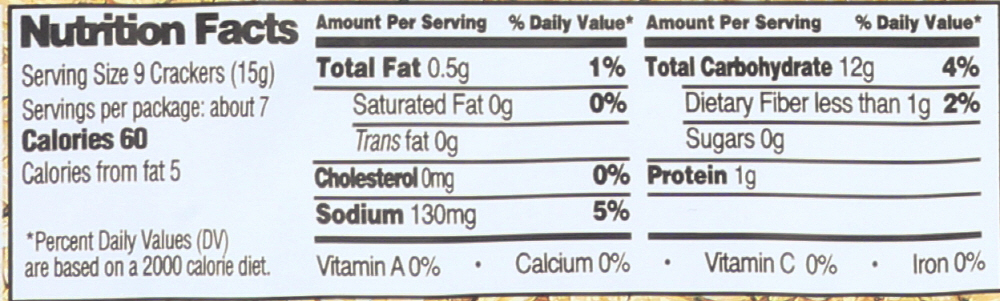 Nutrition Facts
Serving Size 9 Crackers (15g)
Servings per package: about 7
Calories 60
Calories from fat 5
*Percent Daily Values (DV)
are based on a 2000 calorie diet.
Amount Per Serving % Daily Value*
Total Fat 0.5g 1%
Saturated Fat 0g 0%
Trans fat 0g
Cholesterol 0mg 0%
Sodium 130mg 5%
Amount Per Serving % Daily Value*
Total Carbohydrate 12g 4%
Dietary Fiber less than 1g 2%
Sugars 0g
Protein 1g
Vitamin A 0% • Calcium 0% • Vitamin C 0% • Iron 0%